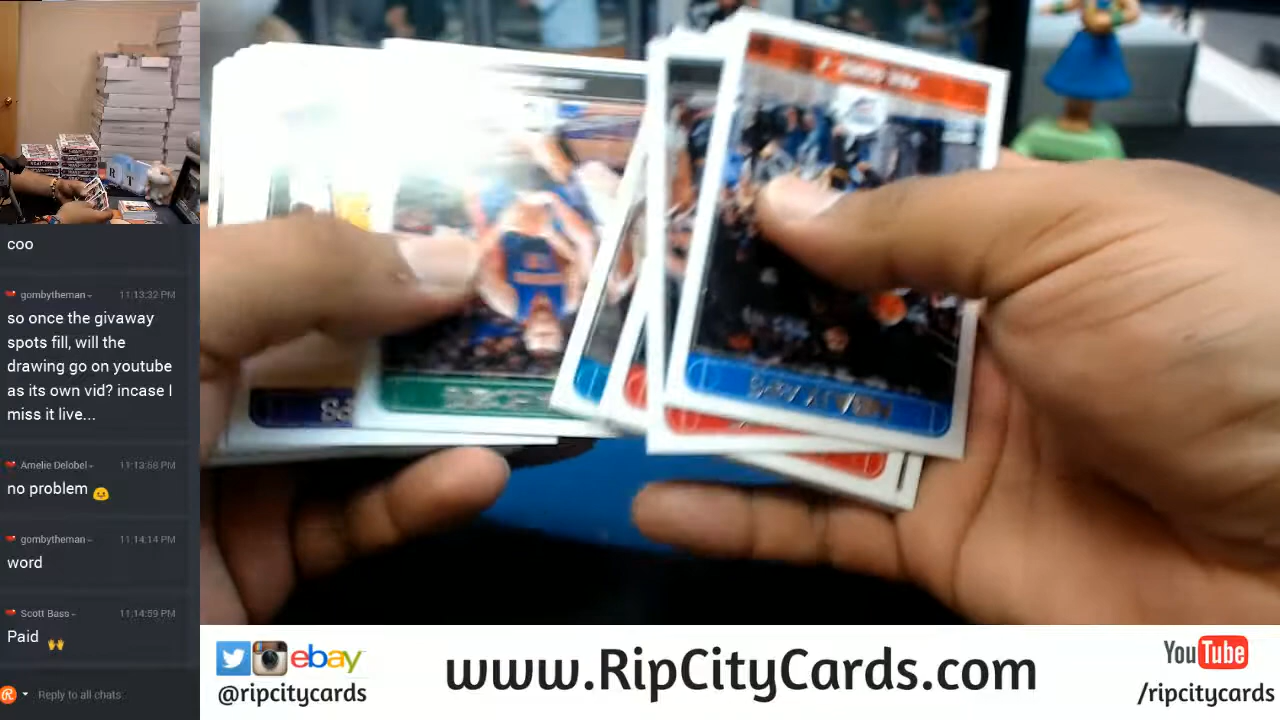 coo
gombytheman 11:13:32 PM
so once the givaway
spots fill, will the
drawing go on youtube
as its own vid? incase I
miss it live...
Amelie Delobel 11:13:58 PM
no problem
gombytheman 11:14:14 PM
word
Scott Bass 11:14:59 PM
Paid
Reply to all chats.
ebay
@ripcitycards
www.RipCityCards.com
YouTube
/ripcitycards